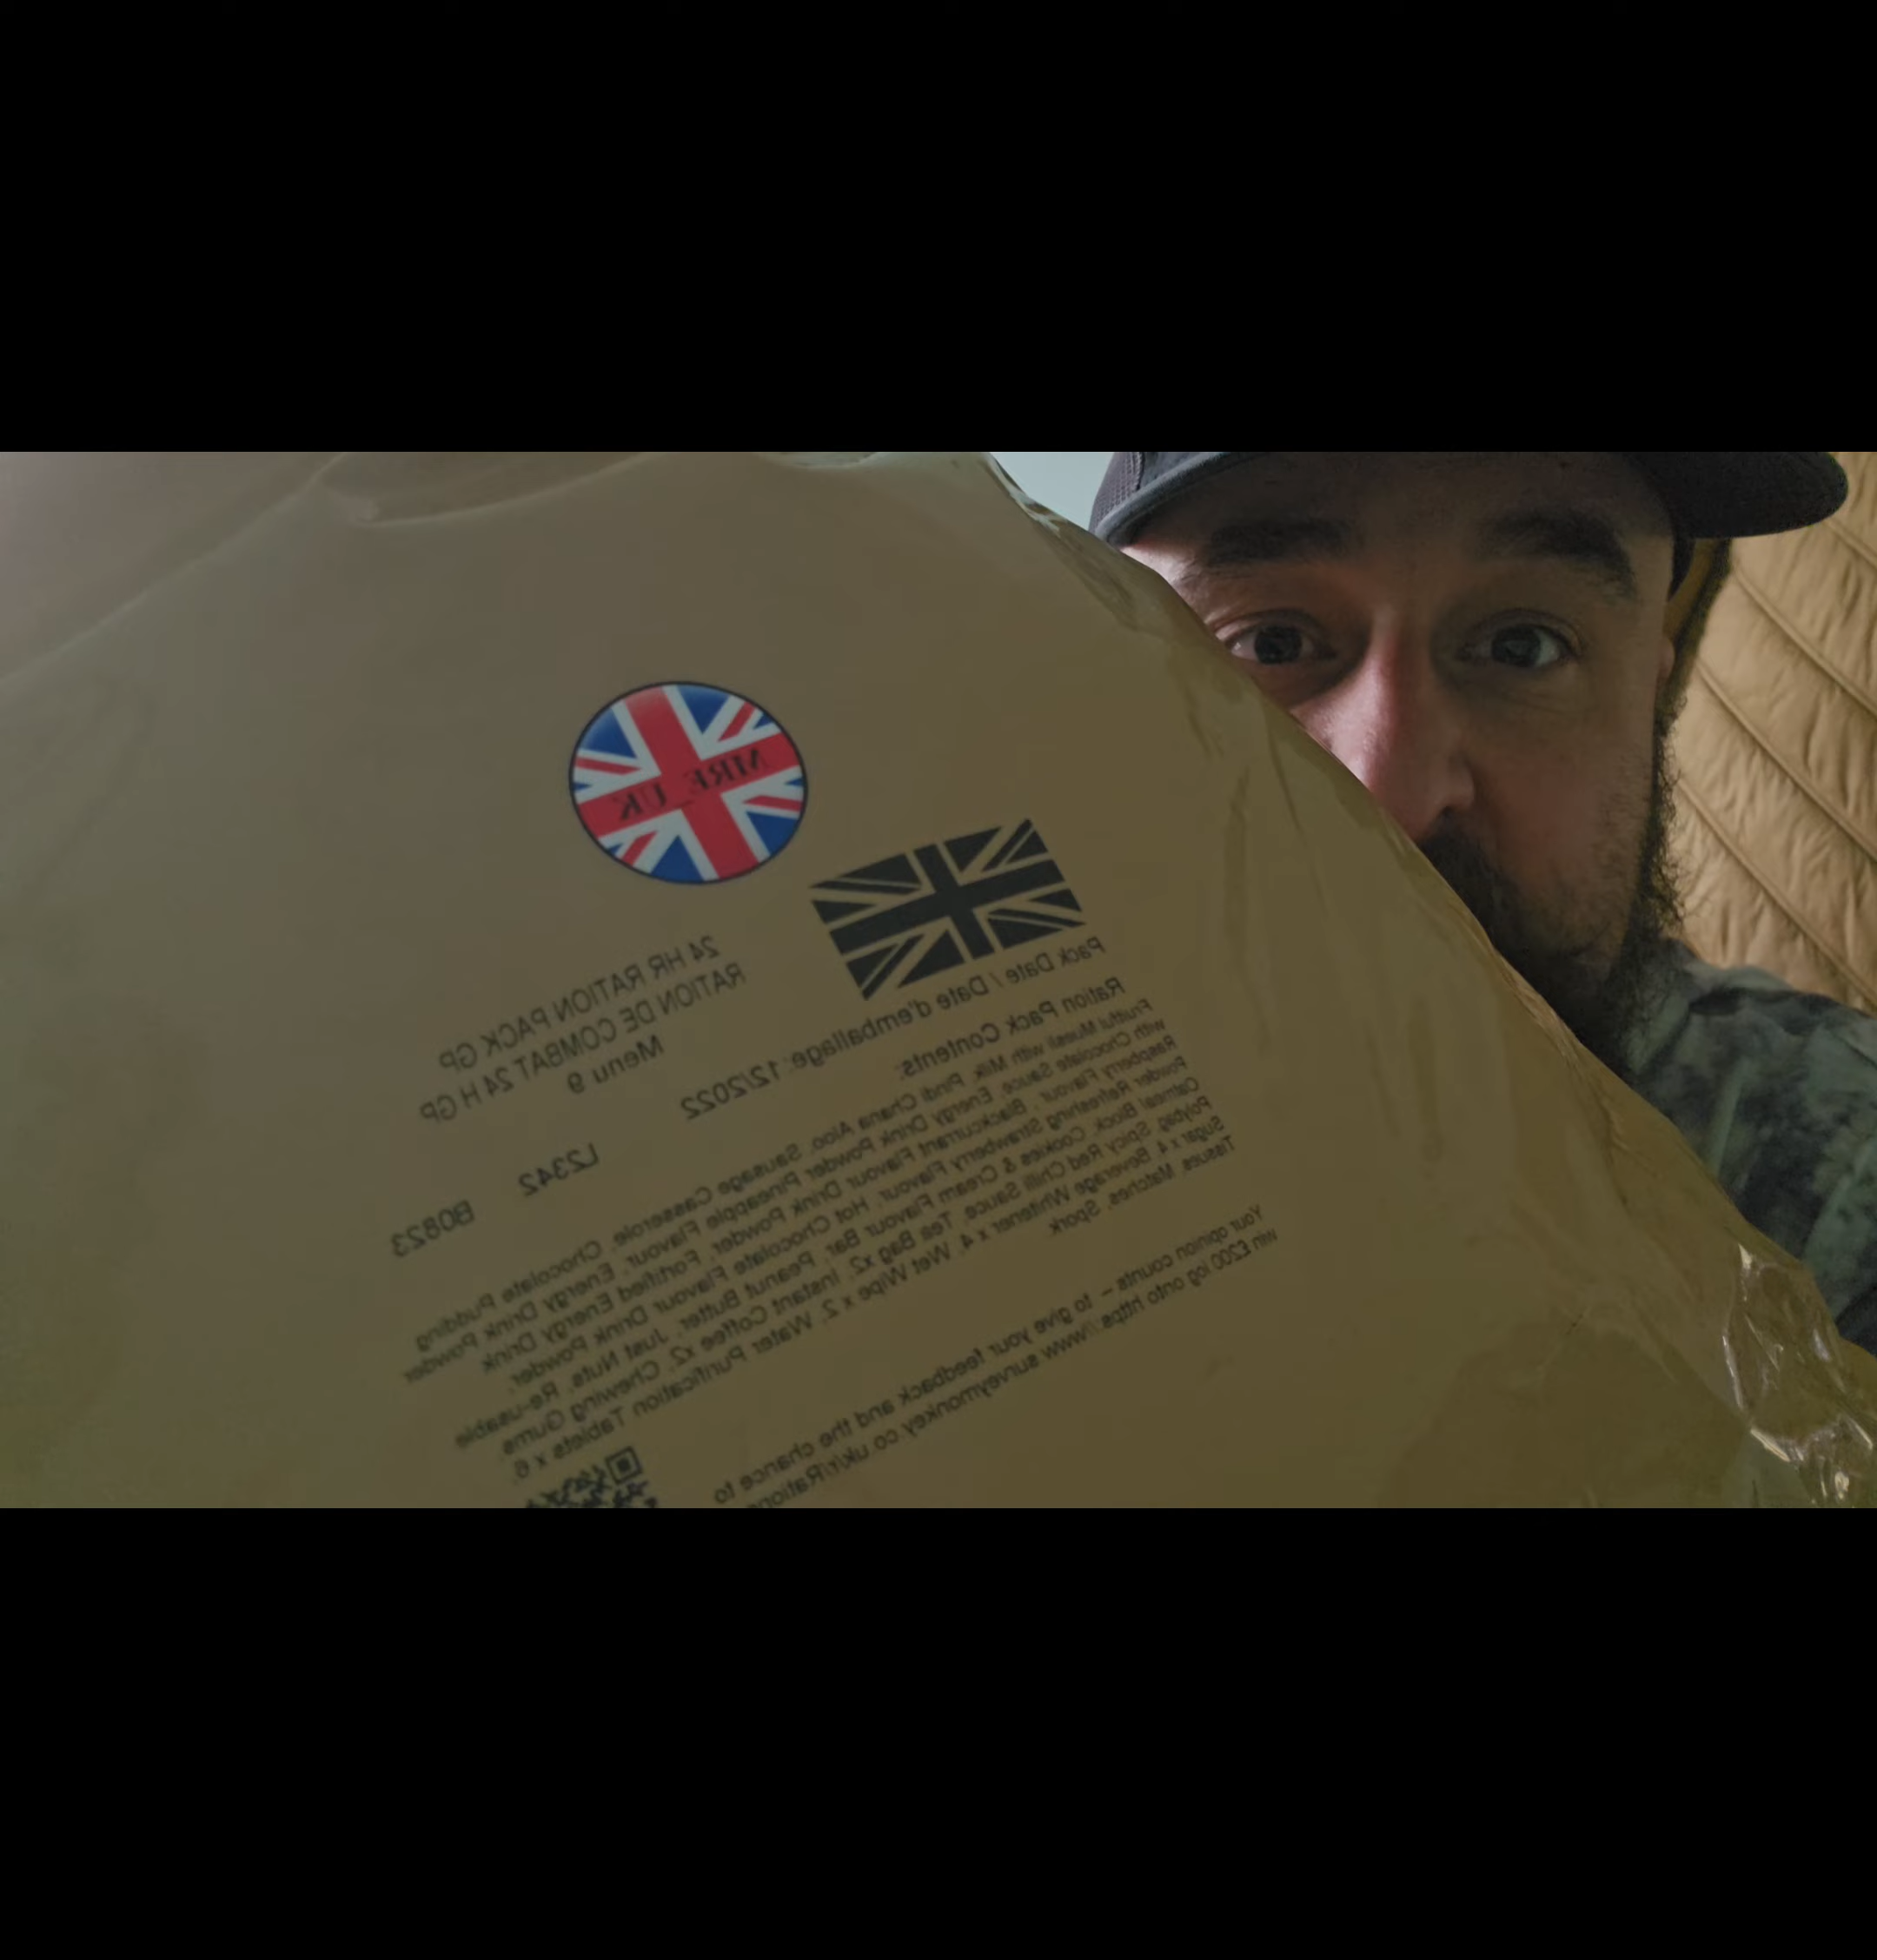 MRE_UK
24 HR RATION PACK GP
RATION DE COMBAT 24 H GP
Menu 9
Pack Date / Date d'emballage: 12/2022
L2342
B0823
Ration Pack Contents:
Fruitful Muesli with Milk, Pindi Chana Aloo, Sausage Casserole, Chocolate Pudding
with Chocolate Sauce, Energy Drink Powder Pineapple Flavour, Energy Drink Powder
Raspberry Flavour, Blackcurrant Flavour Drink Powder, Fortified Energy Drink
Powder Refreshing Strawberry Flavour, Hot Chocolate Flavour Drink Powder,
Oatmeal Block, Cookies & Cream Flavour Bar, Peanut Butter, Just Nuts, Re-usable
Polybag, Spicy Red Chilli Sauce, Tea Bag x2, Instant Coffee x2, Chewing Gums
Sugar x 4, Beverage Whitener x 4, Wet Wipe x 2, Water Purification Tablets x 6
Tissues, Matches, Spork
Your opinion counts – to give your feedback and the chance to
win £200 log onto https://www.surveymonkey.co.uk/r/Rations